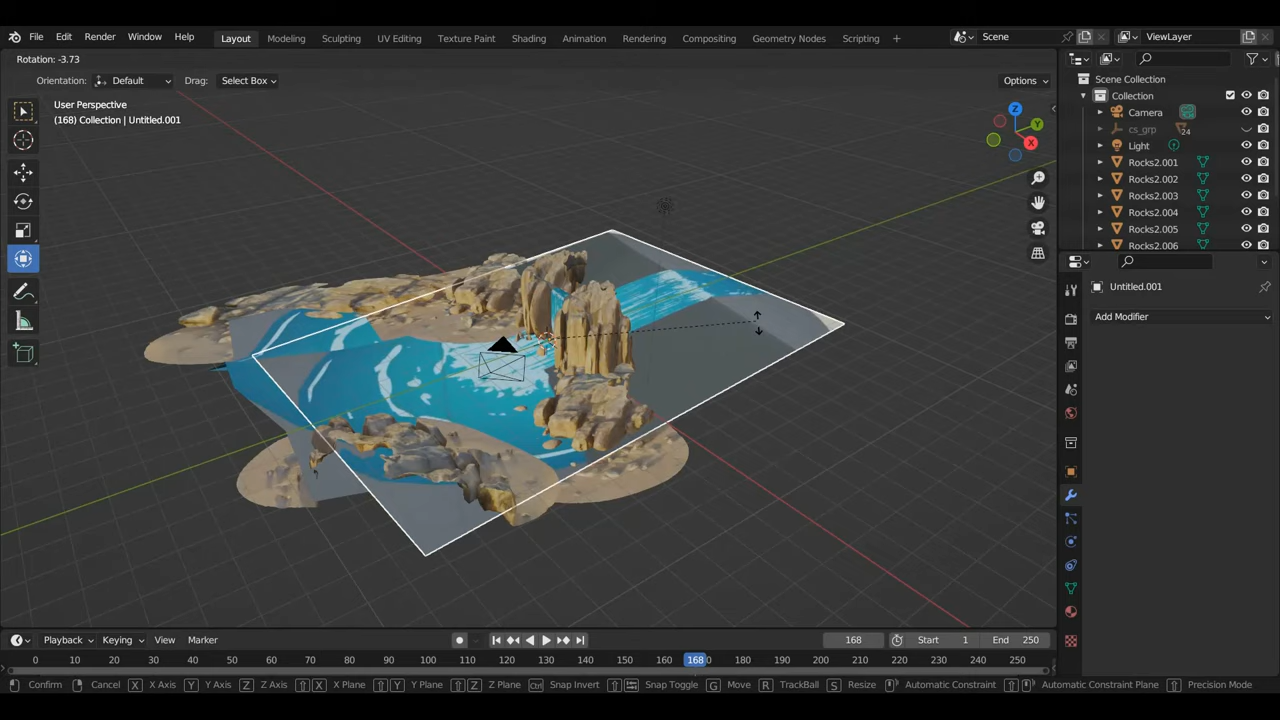 File Edit Render Window Help Layout Modeling Sculpting UV Editing Texture Paint Shading Animation Rendering Compositing Geometry Nodes Scripting + Scene ViewLayer
Rotation: -3.73
Orientation: Default Drag: Select Box Options
User Perspective
(168) Collection | Untitled.001
Z
Y
X
Scene Collection
Collection
Camera
cs_grp 24
Light
Rocks2.001
Rocks2.002
Rocks2.003
Rocks2.004
Rocks2.005
Rocks2.006
Untitled.001
Add Modifier
Playback Keying View Marker 168 Start 1 End 250
0 10 20 30 40 50 60 70 80 90 100 110 120 130 140 150 160 168 180 190 200 210 220 230 240 250
Confirm Cancel X X Axis Y Y Axis Z Z Axis X X Plane Y Y Plane Z Z Plane Ctrl Snap Invert Snap Toggle G Move R TrackBall S Resize Automatic Constraint Automatic Constraint Plane Precision Mode